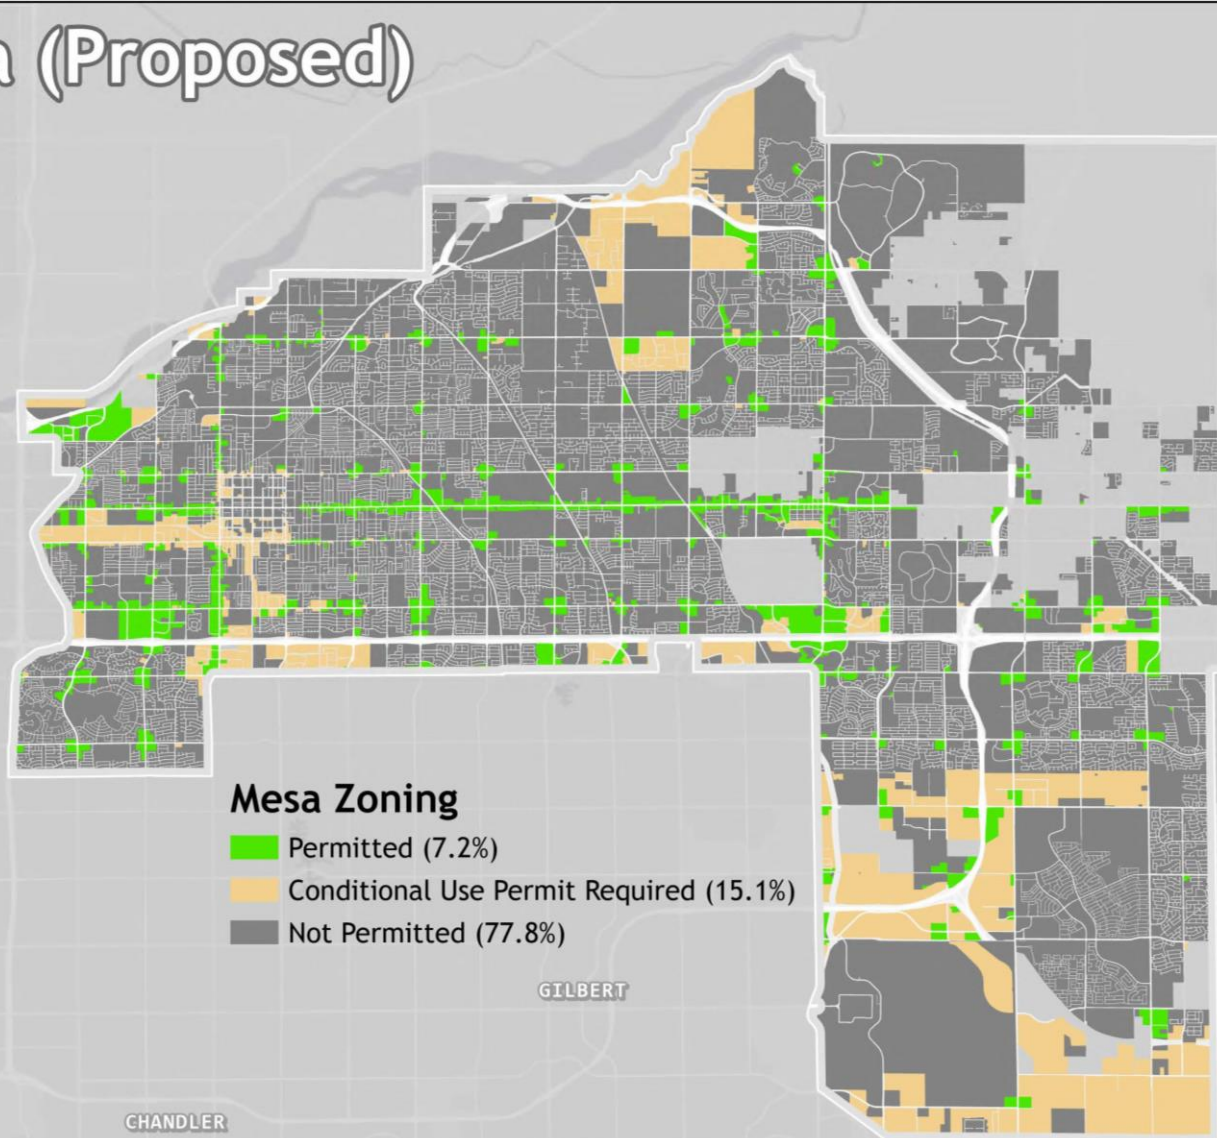 a (Proposed)
Mesa Zoning
Permitted (7.2%)
Conditional Use Permit Required (15.1%)
Not Permitted (77.8%)
GILBERT
CHANDLER